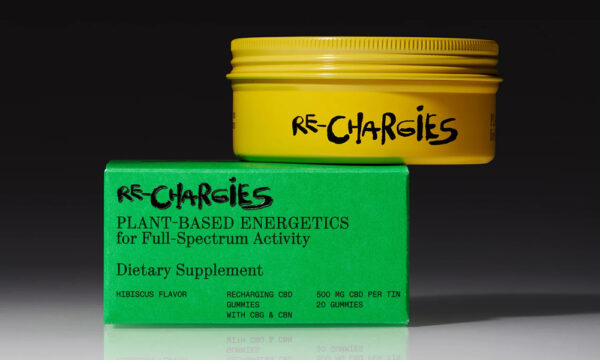 RE-CHARGiES
RE-CHARGiES
PLANT-BASED ENERGETICS
for Full-Spectrum Activity
Dietary Supplement
HIBISCUS FLAVOR
RECHARGING CBD
GUMMIES
WITH CBG & CBN
500 MG CBD PER TIN
20 GUMMIES